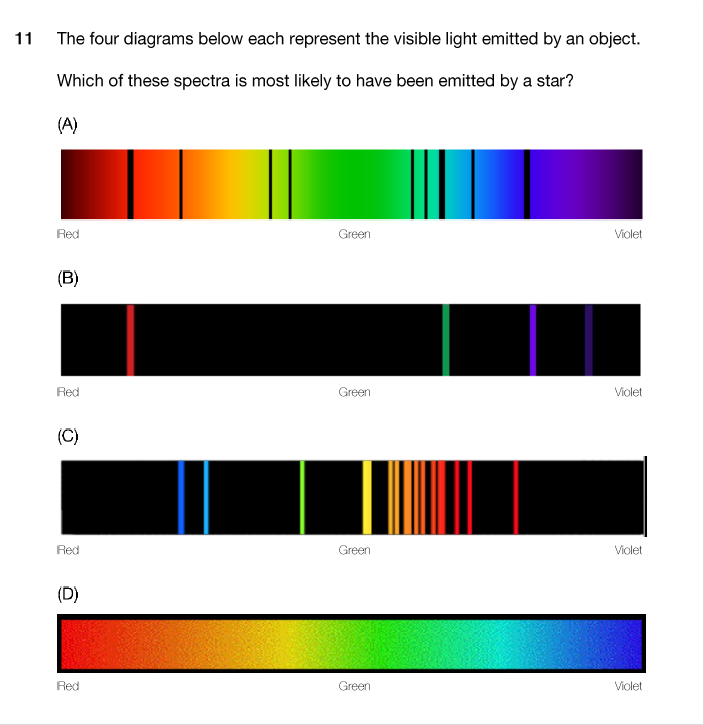 11 The four diagrams below each represent the visible light emitted by an object.
Which of these spectra is most likely to have been emitted by a star?
(A)
Red Green Violet
(B)
Red Green Violet
(C)
Red Green Violet
(D)
Red Green Violet